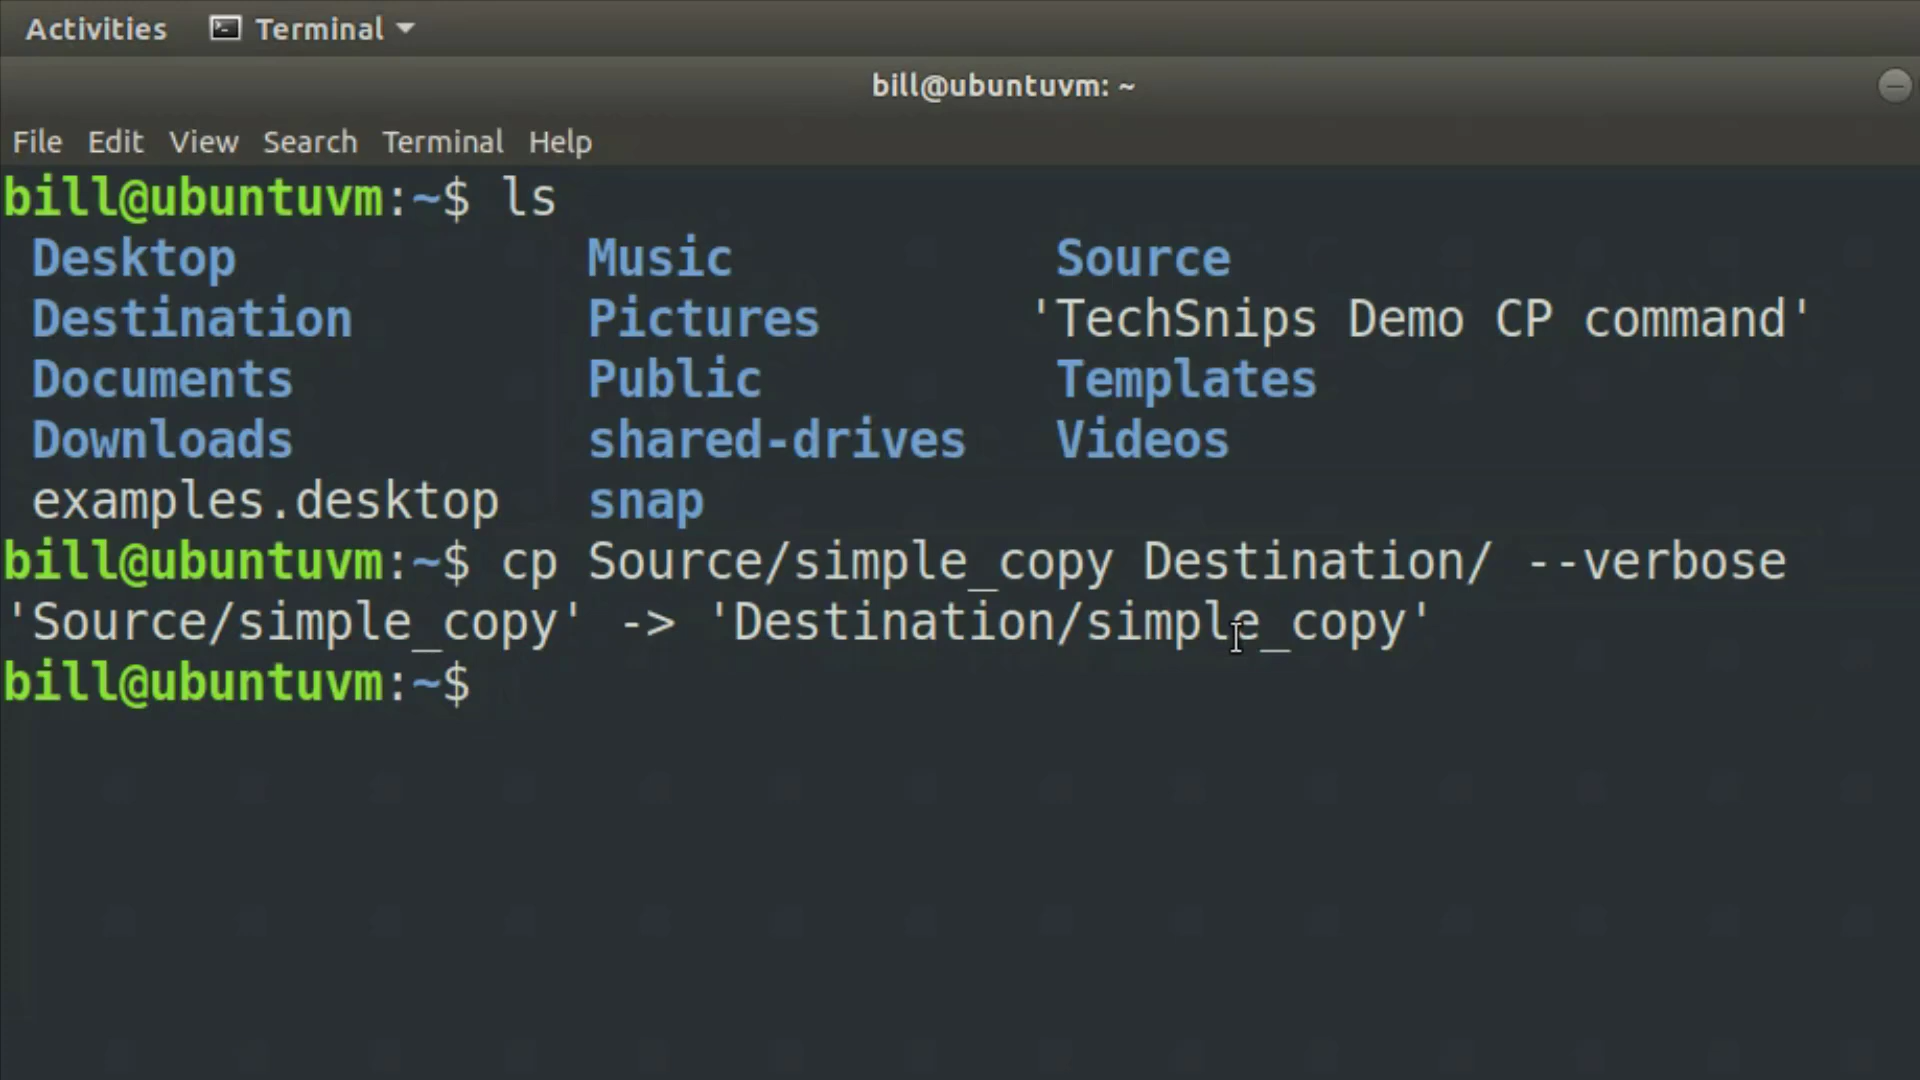 Activities Terminal
bill@ubuntuvm: ~
File Edit View Search Terminal Help
bill@ubuntuvm:~$ ls
Desktop Music Source
Destination Pictures 'TechSnips Demo CP command'
Documents Public Templates
Downloads shared-drives Videos
examples.desktop snap
bill@ubuntuvm:~$ cp Source/simple_copy Destination/ --verbose
'Source/simple_copy' -> 'Destination/simple_copy'
bill@ubuntuvm:~$